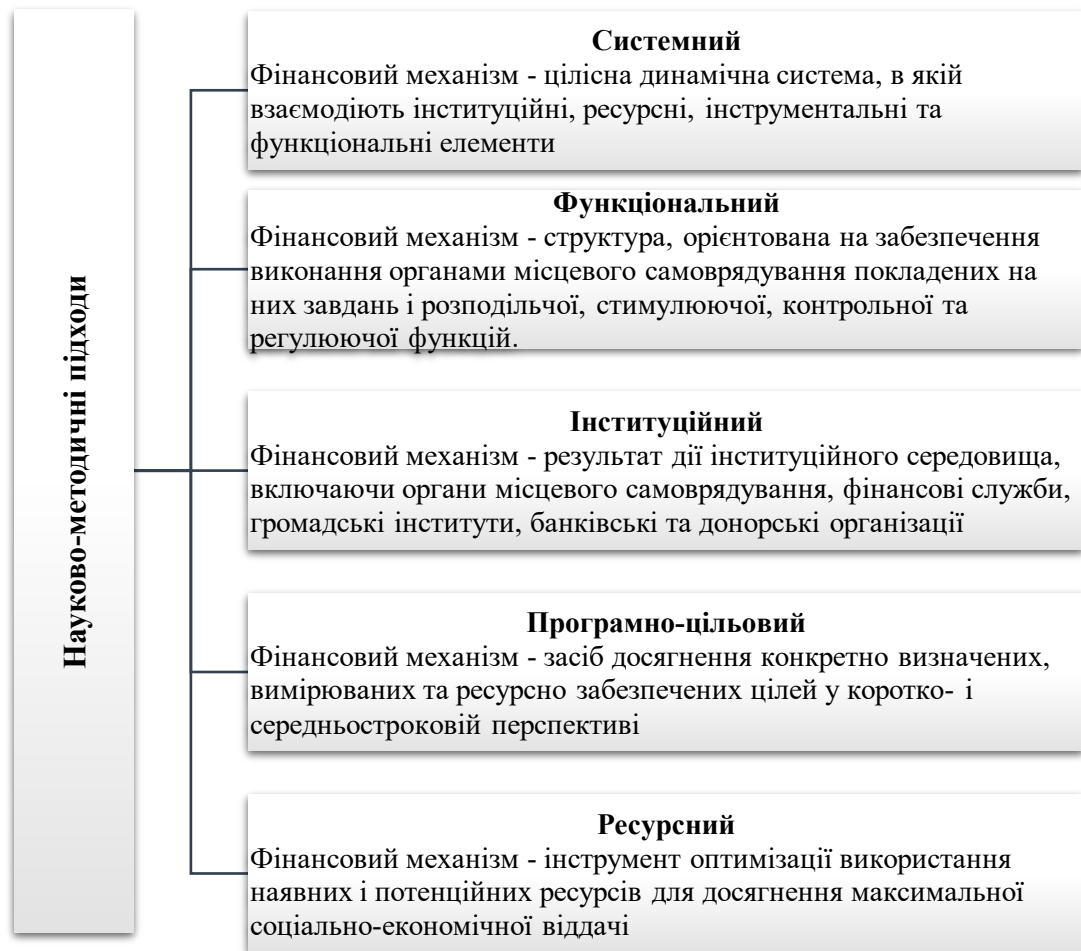 Науково-методичні підходи
Системний
Фінансовий механізм - цілісна динамічна система, в якій
взаємодіють інституційні, ресурсні, інструментальні та
функціональні елементи
Функціональний
Фінансовий механізм - структура, орієнтована на забезпечення
виконання органами місцевого самоврядування покладених на
них завдань і розподільчої, стимулюючої, контрольної та
регулюючої функцій.
Інституційний
Фінансовий механізм - результат дії інституційного середовища,
включаючи органи місцевого самоврядування, фінансові служби,
громадські інститути, банківські та донорські організації
Програмно-цільовий
Фінансовий механізм - засіб досягнення конкретно визначених,
вимірюваних та ресурсно забезпечених цілей у коротко- і
середньостроковій перспективі
Ресурсний
Фінансовий механізм - інструмент оптимізації використання
наявних і потенційних ресурсів для досягнення максимальної
соціально-економічної віддачі